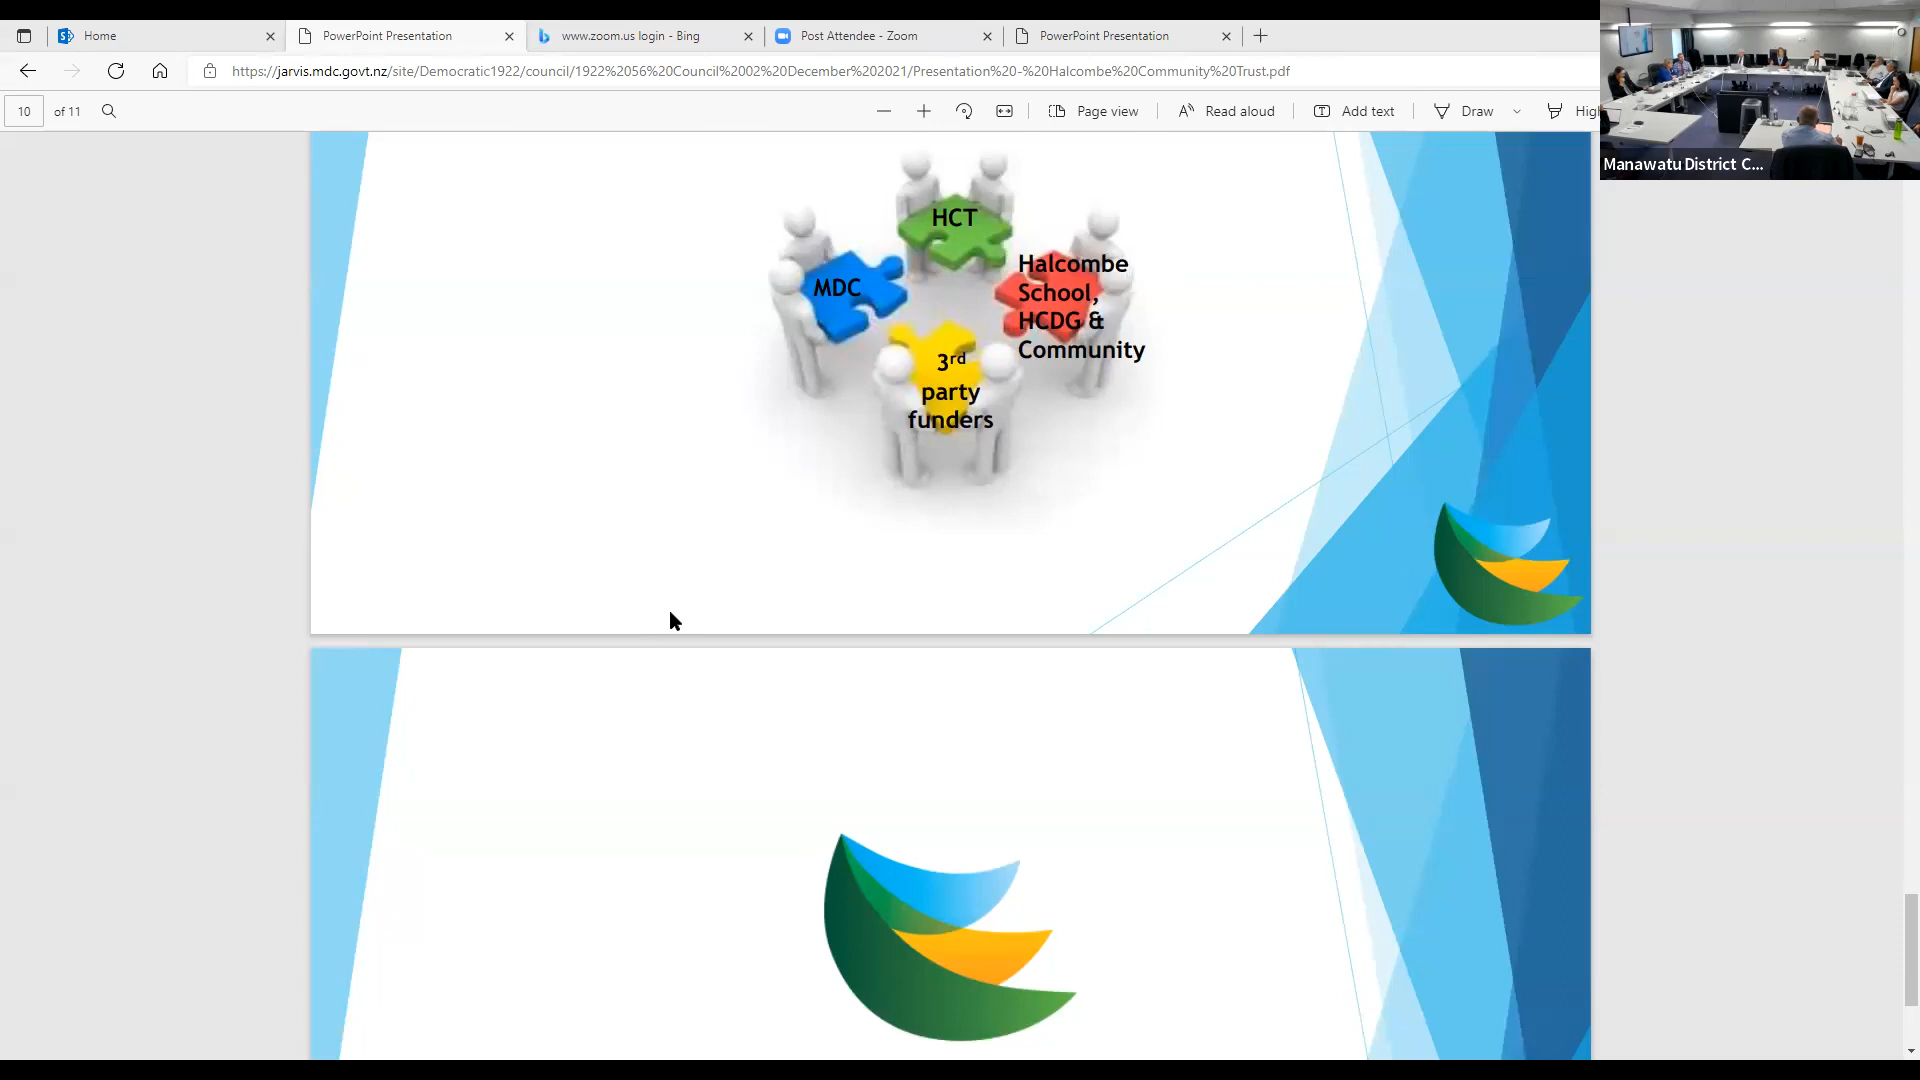 Home
PowerPoint Presentation
www.zoom.us login - Bing
Post Attendee - Zoom
PowerPoint Presentation
https://jarvis.mdc.govt.nz/site/Democratic1922/council/1922%2056%20Council%2002%20December%202021/Presentation%20-%20Halcombe%20Community%20Trust.pdf
10 of 11
Page view
Read aloud
Add text
Draw
Hig
Manawatu District C...
HCT
MDC
Halcombe
School,
HCDG &
Community
3rd
party
funders